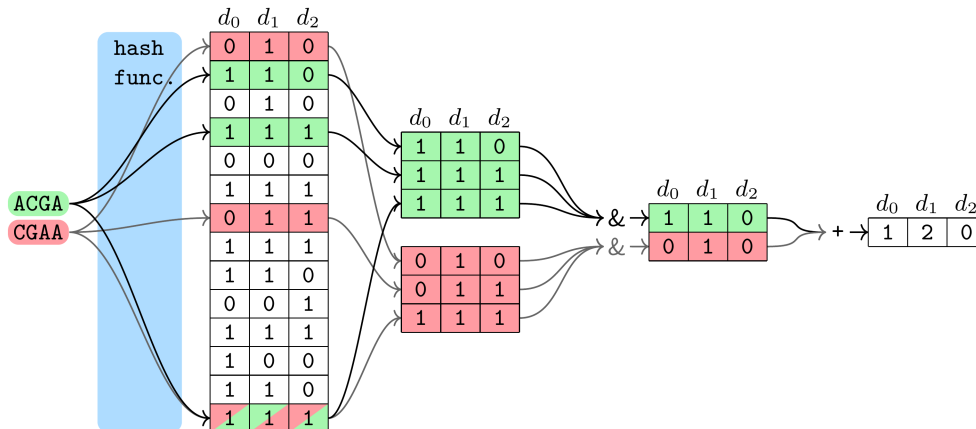 d0 d1 d2
hash
func.
0 1 0
1 1 0
0 1 0
1 1 1
0 0 0
1 1 1
0 1 1
1 1 1
1 1 0
0 0 1
1 1 1
1 0 0
1 1 0
1 1 1
ACGA
CGAA
d0 d1 d2
1 1 0
1 1 1
1 1 1
0 1 0
0 1 1
1 1 1
&
&
d0 d1 d2
1 1 0
0 1 0
+
d0 d1 d2
1 2 0